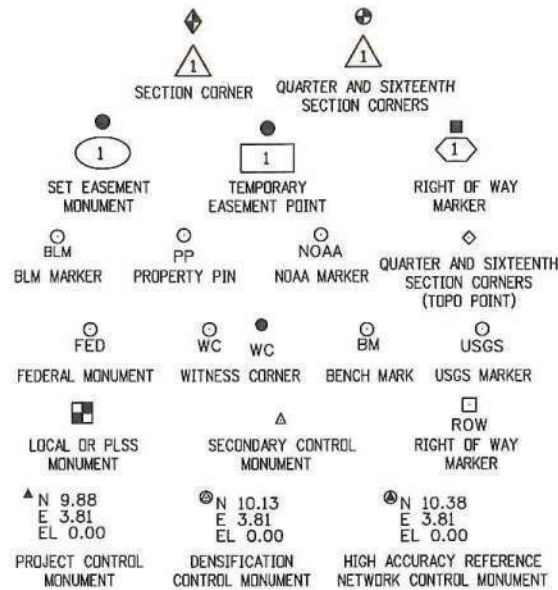 1
1
SECTION CORNER
QUARTER AND SIXTEENTH
SECTION CORNERS
1
1
1
SET EASEMENT
MONUMENT
TEMPORARY
EASEMENT POINT
RIGHT OF WAY
MARKER
BLM
BLM MARKER
PP
PROPERTY PIN
NOAA
NOAA MARKER
QUARTER AND SIXTEENTH
SECTION CORNERS
(TOPO POINT)
FED
FEDERAL MONUMENT
WC
WC
WITNESS CORNER
BM
BENCH MARK
USGS
USGS MARKER
LOCAL OR PLSS
MONUMENT
SECONDARY CONTROL
MONUMENT
ROW
RIGHT OF WAY
MARKER
N 9.88
E 3.81
EL 0.00
PROJECT CONTROL
MONUMENT
N 10.13
E 3.81
EL 0.00
DENSIFICATION
CONTROL MONUMENT
N 10.38
E 3.81
EL 0.00
HIGH ACCURACY REFERENCE
NETWORK CONTROL MONUMENT